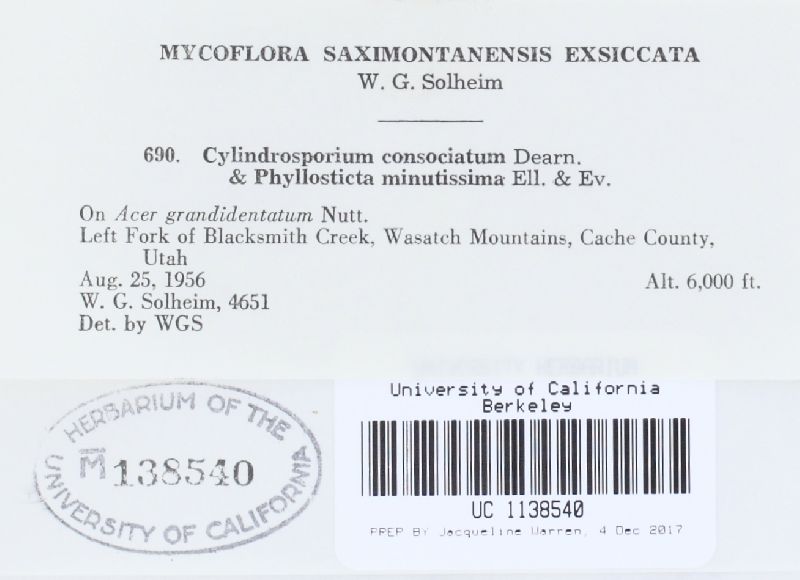 MYCOFLORA SAXIMONTANENSIS EXSICCATA
W. G. Solheim
690. Cylindrosporium consociatum Dearn.
& Phyllosticta minutissima Ell. & Ev.
On Acer grandidentatum Nutt.
Left Fork of Blacksmith Creek, Wasatch Mountains, Cache County,
Utah
Aug. 25, 1956 Alt. 6,000 ft.
W. G. Solheim, 4651
Det. by WGS
HERBARIUM OF THE
M 138540
UNIVERSITY OF CALIFORNIA
University of California
Berkeley
UC 1138540
PREP BY Jacqueline Warren, 4 Dec 2017